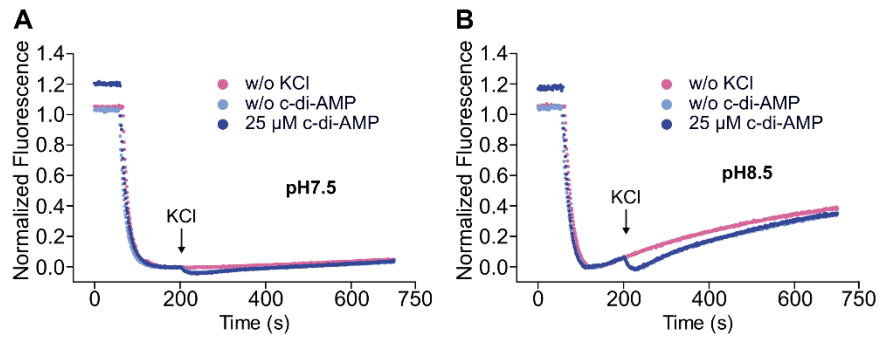 A
Normalized Fluorescence
1.4
1.2
1.0
0.8
0.6
0.4
0.2
0.0
w/o KCl
w/o c-di-AMP
25 µM c-di-AMP
pH7.5
KCl
0
200
400
600
750
Time (s)
B
Normalized Fluorescence
1.4
1.2
1.0
0.8
0.6
0.4
0.2
0.0
w/o KCl
w/o c-di-AMP
25 µM c-di-AMP
pH8.5
KCl
0
200
400
600
750
Time (s)